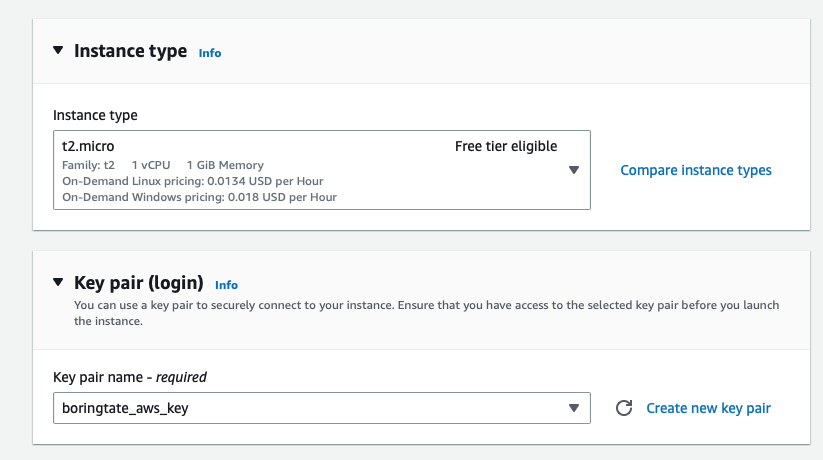 Instance type Info
Instance type
t2.micro Free tier eligible
Family: t2 1 vCPU 1 GiB Memory
On-Demand Linux pricing: 0.0134 USD per Hour
On-Demand Windows pricing: 0.018 USD per Hour
Compare instance types
Key pair (login) Info
You can use a key pair to securely connect to your instance. Ensure that you have access to the selected key pair before you launch
the instance.
Key pair name - required
boringtate_aws_key
Create new key pair